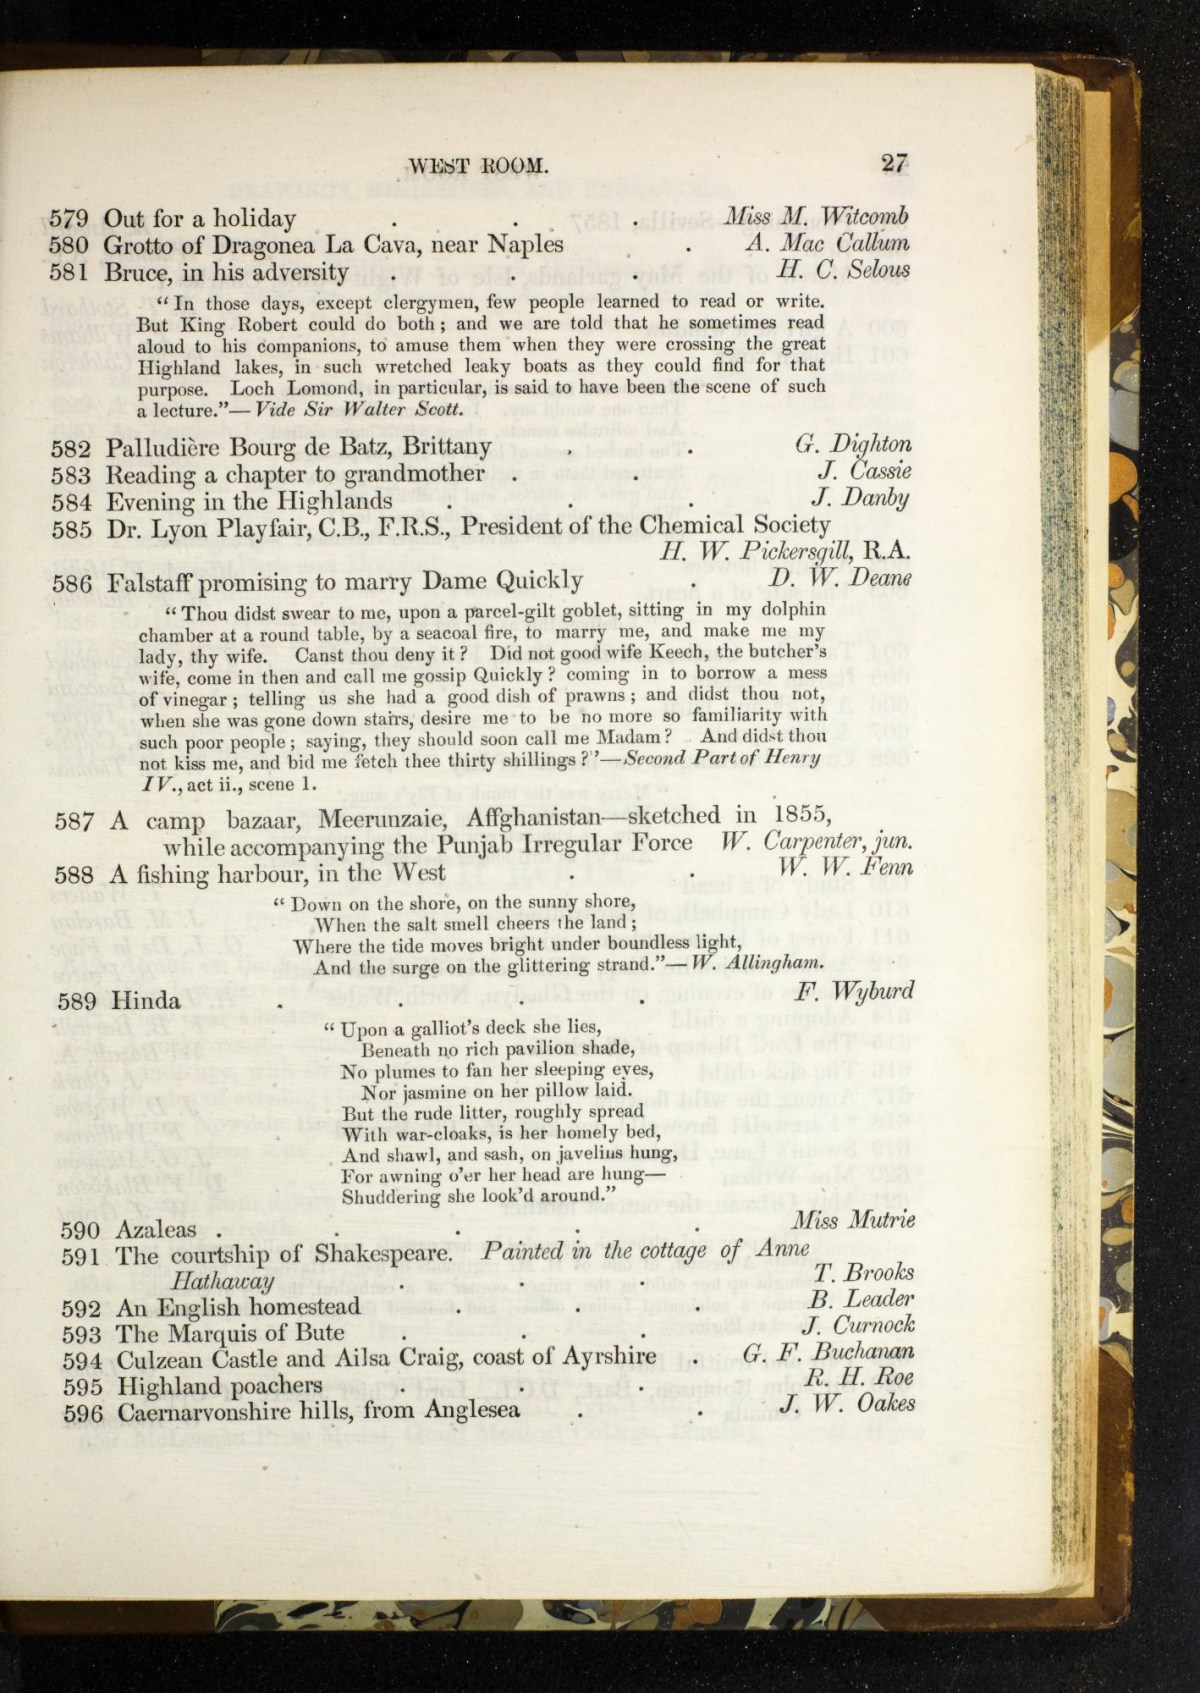 WEST ROOM. 27
579 Out for a holiday . . . Miss M. Witcomb
580 Grotto of Dragonea La Cava, near Naples . A. Mac Callum
581 Bruce, in his adversity . . . H. C. Selous
“In those days, except clergymen, few people learned to read or write.
But King Robert could do both; and we are told that he sometimes read
aloud to his companions, to amuse them when they were crossing the great
Highland lakes, in such wretched leaky boats as they could find for that
purpose. Loch Lomond, in particular, is said to have been the scene of such
a lecture.”—Vide Sir Walter Scott.
582 Palludière Bourg de Batz, Brittany . . G. Dighton
583 Reading a chapter to grandmother . . J. Cassie
584 Evening in the Highlands . . . J. Danby
585 Dr. Lyon Playfair, C.B., F.R.S., President of the Chemical Society
H. W. Pickersgill, R.A.
586 Falstaff promising to marry Dame Quickly . D. W. Deane
“Thou didst swear to me, upon a parcel-gilt goblet, sitting in my dolphin
chamber at a round table, by a seacoal fire, to marry me, and make me my
lady, thy wife. Canst thou deny it? Did not good wife Keech, the butcher's
wife, come in then and call me gossip Quickly? coming in to borrow a mess
of vinegar; telling us she had a good dish of prawns; and didst thou not,
when she was gone down stairs, desire me to be no more so familiarity with
such poor people; saying, they should soon call me Madam? And didst thou
not kiss me, and bid me fetch thee thirty shillings?”—Second Part of Henry
IV., act ii., scene 1.
587 A camp bazaar, Meerunzaie, Affghanistan—sketched in 1855,
while accompanying the Punjab Irregular Force W. Carpenter, jun.
588 A fishing harbour, in the West . . W. W. Fenn
“Down on the shore, on the sunny shore,
When the salt smell cheers the land;
Where the tide moves bright under boundless light,
And the surge on the glittering strand.”—W. Allingham.
589 Hinda . . . . F. Wyburd
“Upon a galliot's deck she lies,
Beneath no rich pavilion shade,
No plumes to fan her sleeping eyes,
Nor jasmine on her pillow laid.
But the rude litter, roughly spread
With war-cloaks, is her homely bed,
And shawl, and sash, on javelins hung,
For awning o'er her head are hung—
Shuddering she look'd around.”
590 Azaleas . . . . . Miss Mutrie
591 The courtship of Shakespeare. Painted in the cottage of Anne
Hathaway . . . T. Brooks
592 An English homestead . . . B. Leader
593 The Marquis of Bute . . . J. Curnock
594 Culzean Castle and Ailsa Craig, coast of Ayrshire . G. F. Buchanan
595 Highland poachers . . . R. H. Roe
596 Caernarvonshire hills, from Anglesea . . J. W. Oakes